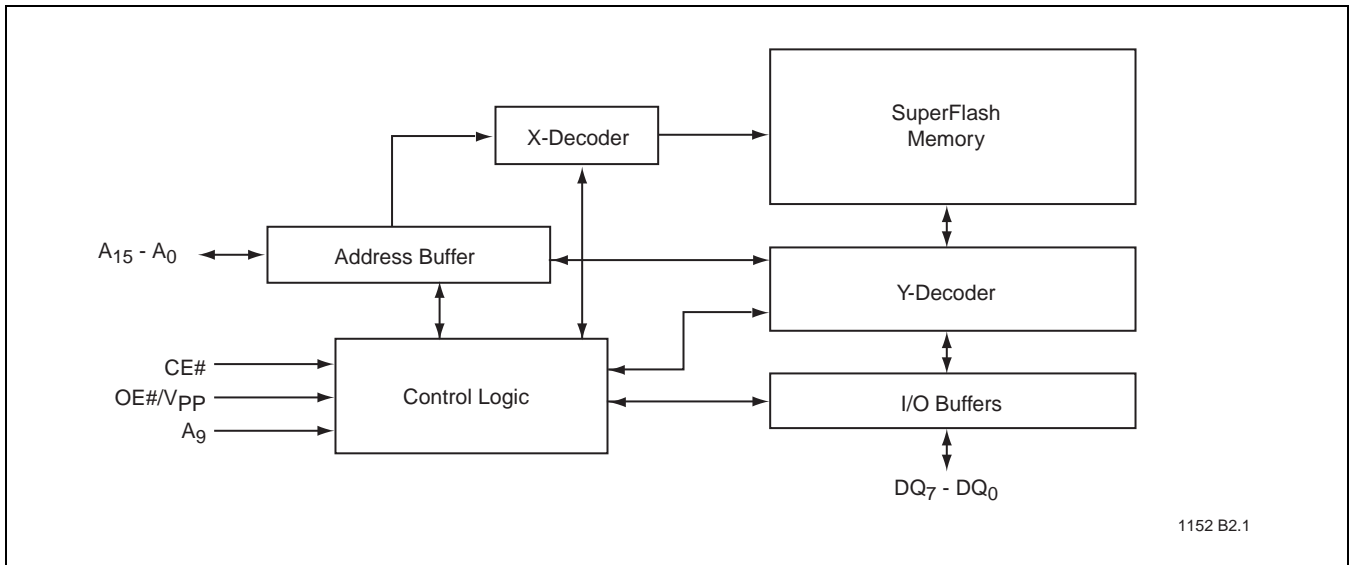 SuperFlash
Memory
X-Decoder
A15 - A0
Address Buffer
Y-Decoder
CE#
OE#/VPP
A9
Control Logic
I/O Buffers
DQ7 - DQ0
1152 B2.1